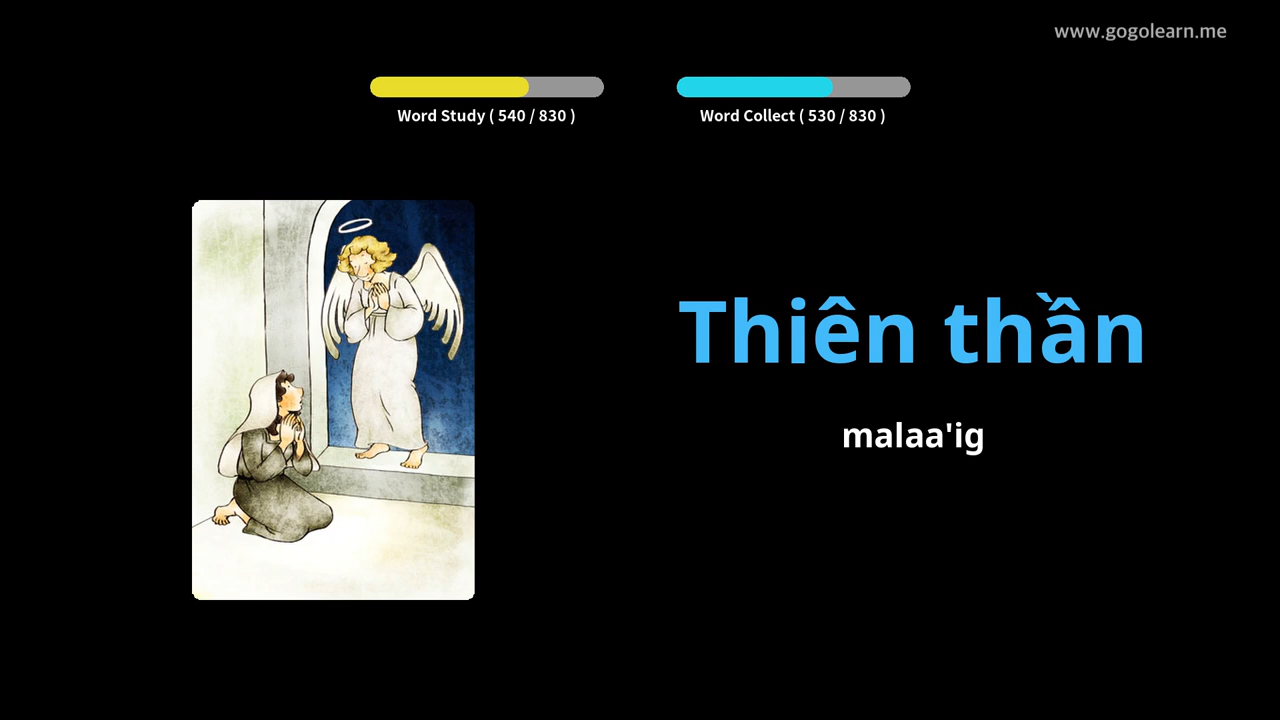 www.gogolearn.me
Word Study ( 540 / 830 )
Word Collect ( 530 / 830 )
Thiên thần
malaa'ig